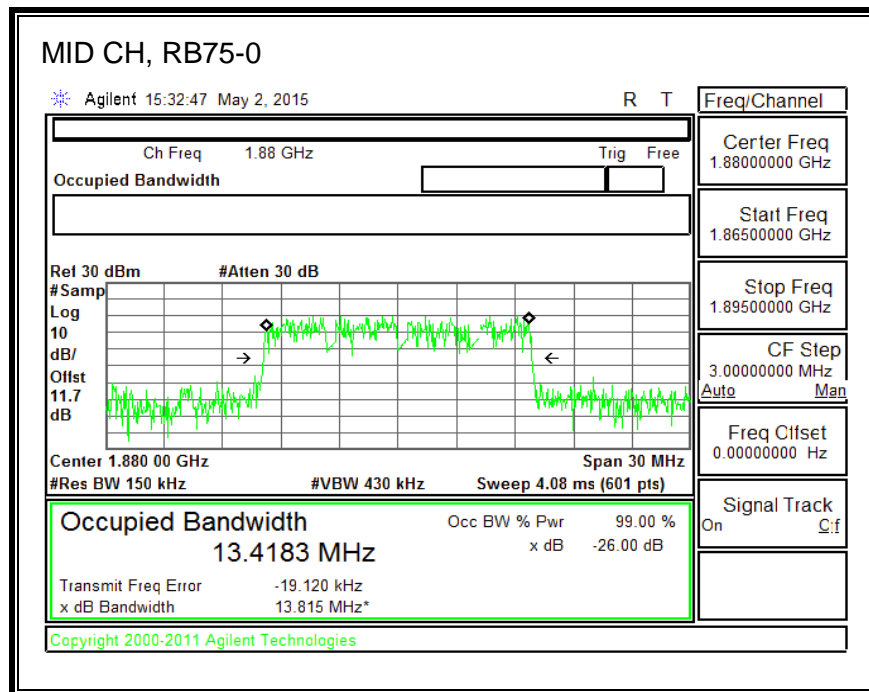 MID CH, RB75-0
Agilent 15:32:47 May 2, 2015 R T
Freq/Channel
Ch Freq 1.88 GHz Trig Free
Occupied Bandwidth
Center Freq
1.88000000 GHz
Start Freq
1.86500000 GHz
Stop Freq
1.89500000 GHz
CF Step
3.00000000 MHz
Auto Man
Freq Offset
0.00000000 Hz
Signal Track
On Off
Ref 30 dBm #Atten 30 dB
#Samp
Log
10
dB/
Offst
11.7
dB
Center 1.880 00 GHz Span 30 MHz
#Res BW 150 kHz #VBW 430 kHz Sweep 4.08 ms (601 pts)
Occupied Bandwidth
13.4183 MHz
Occ BW % Pwr 99.00 %
x dB -26.00 dB
Transmit Freq Error -19.120 kHz
x dB Bandwidth 13.815 MHz*
Copyright 2000-2011 Agilent Technologies